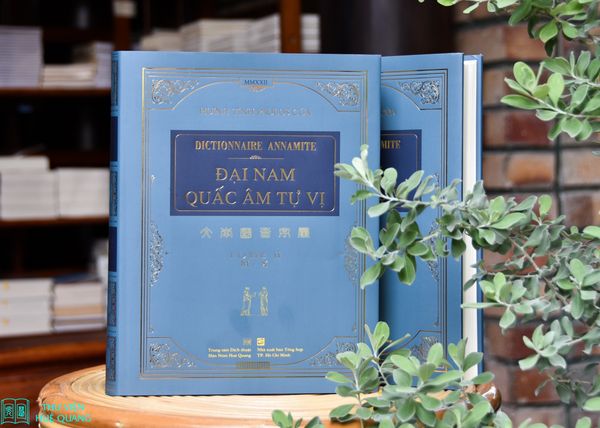 MMXXII
HUỲNH TỊNH PAULUS CỦA
DICTIONNAIRE ANNAMITE
ĐẠI NAM
QUẤC ÂM TỰ VỊ
大南國音字彙
Trung tâm Dịch thuật
Hán Nôm Huệ Quang
Nhà xuất bản Tổng hợp
TP. Hồ Chí Minh
MITE
THƯ VIỆN
HUỆ QUANG